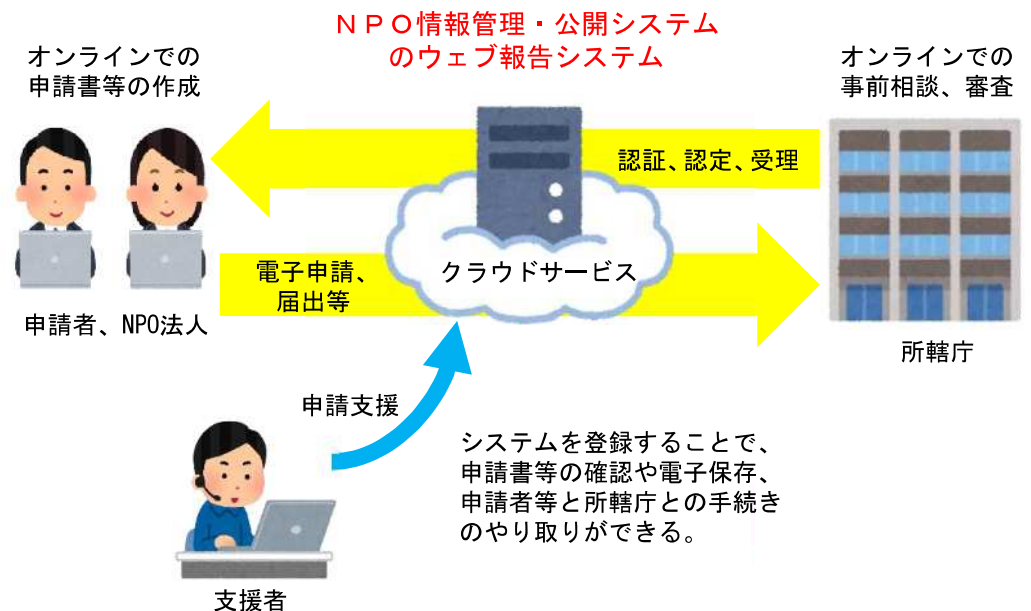 NPO情報管理・公開システム
のウェブ報告システム
オンラインでの
申請書等の作成
オンラインでの
事前相談、審査
認証、認定、受理
電子申請、
届出等
クラウドサービス
申請者、NPO法人
所轄庁
申請支援
システムを登録することで、
申請書等の確認や電子保存、
申請者等と所轄庁との手続き
のやり取りができる。
支援者